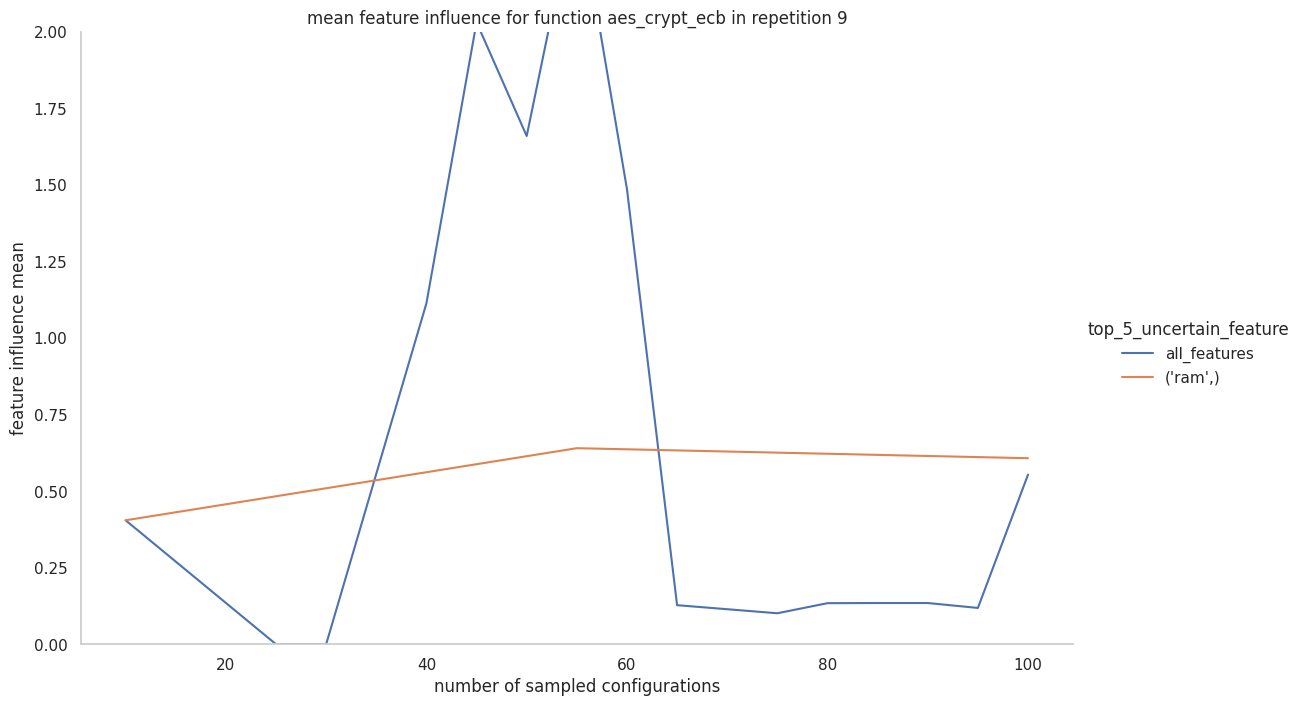 mean feature influence for function aes_crypt_ecb in repetition 9
2.00
1.75
1.50
1.25
1.00
0.75
0.50
0.25
0.00
feature influence mean
20 40 60 80 100
number of sampled configurations
top_5_uncertain_feature
all_features
('ram',)